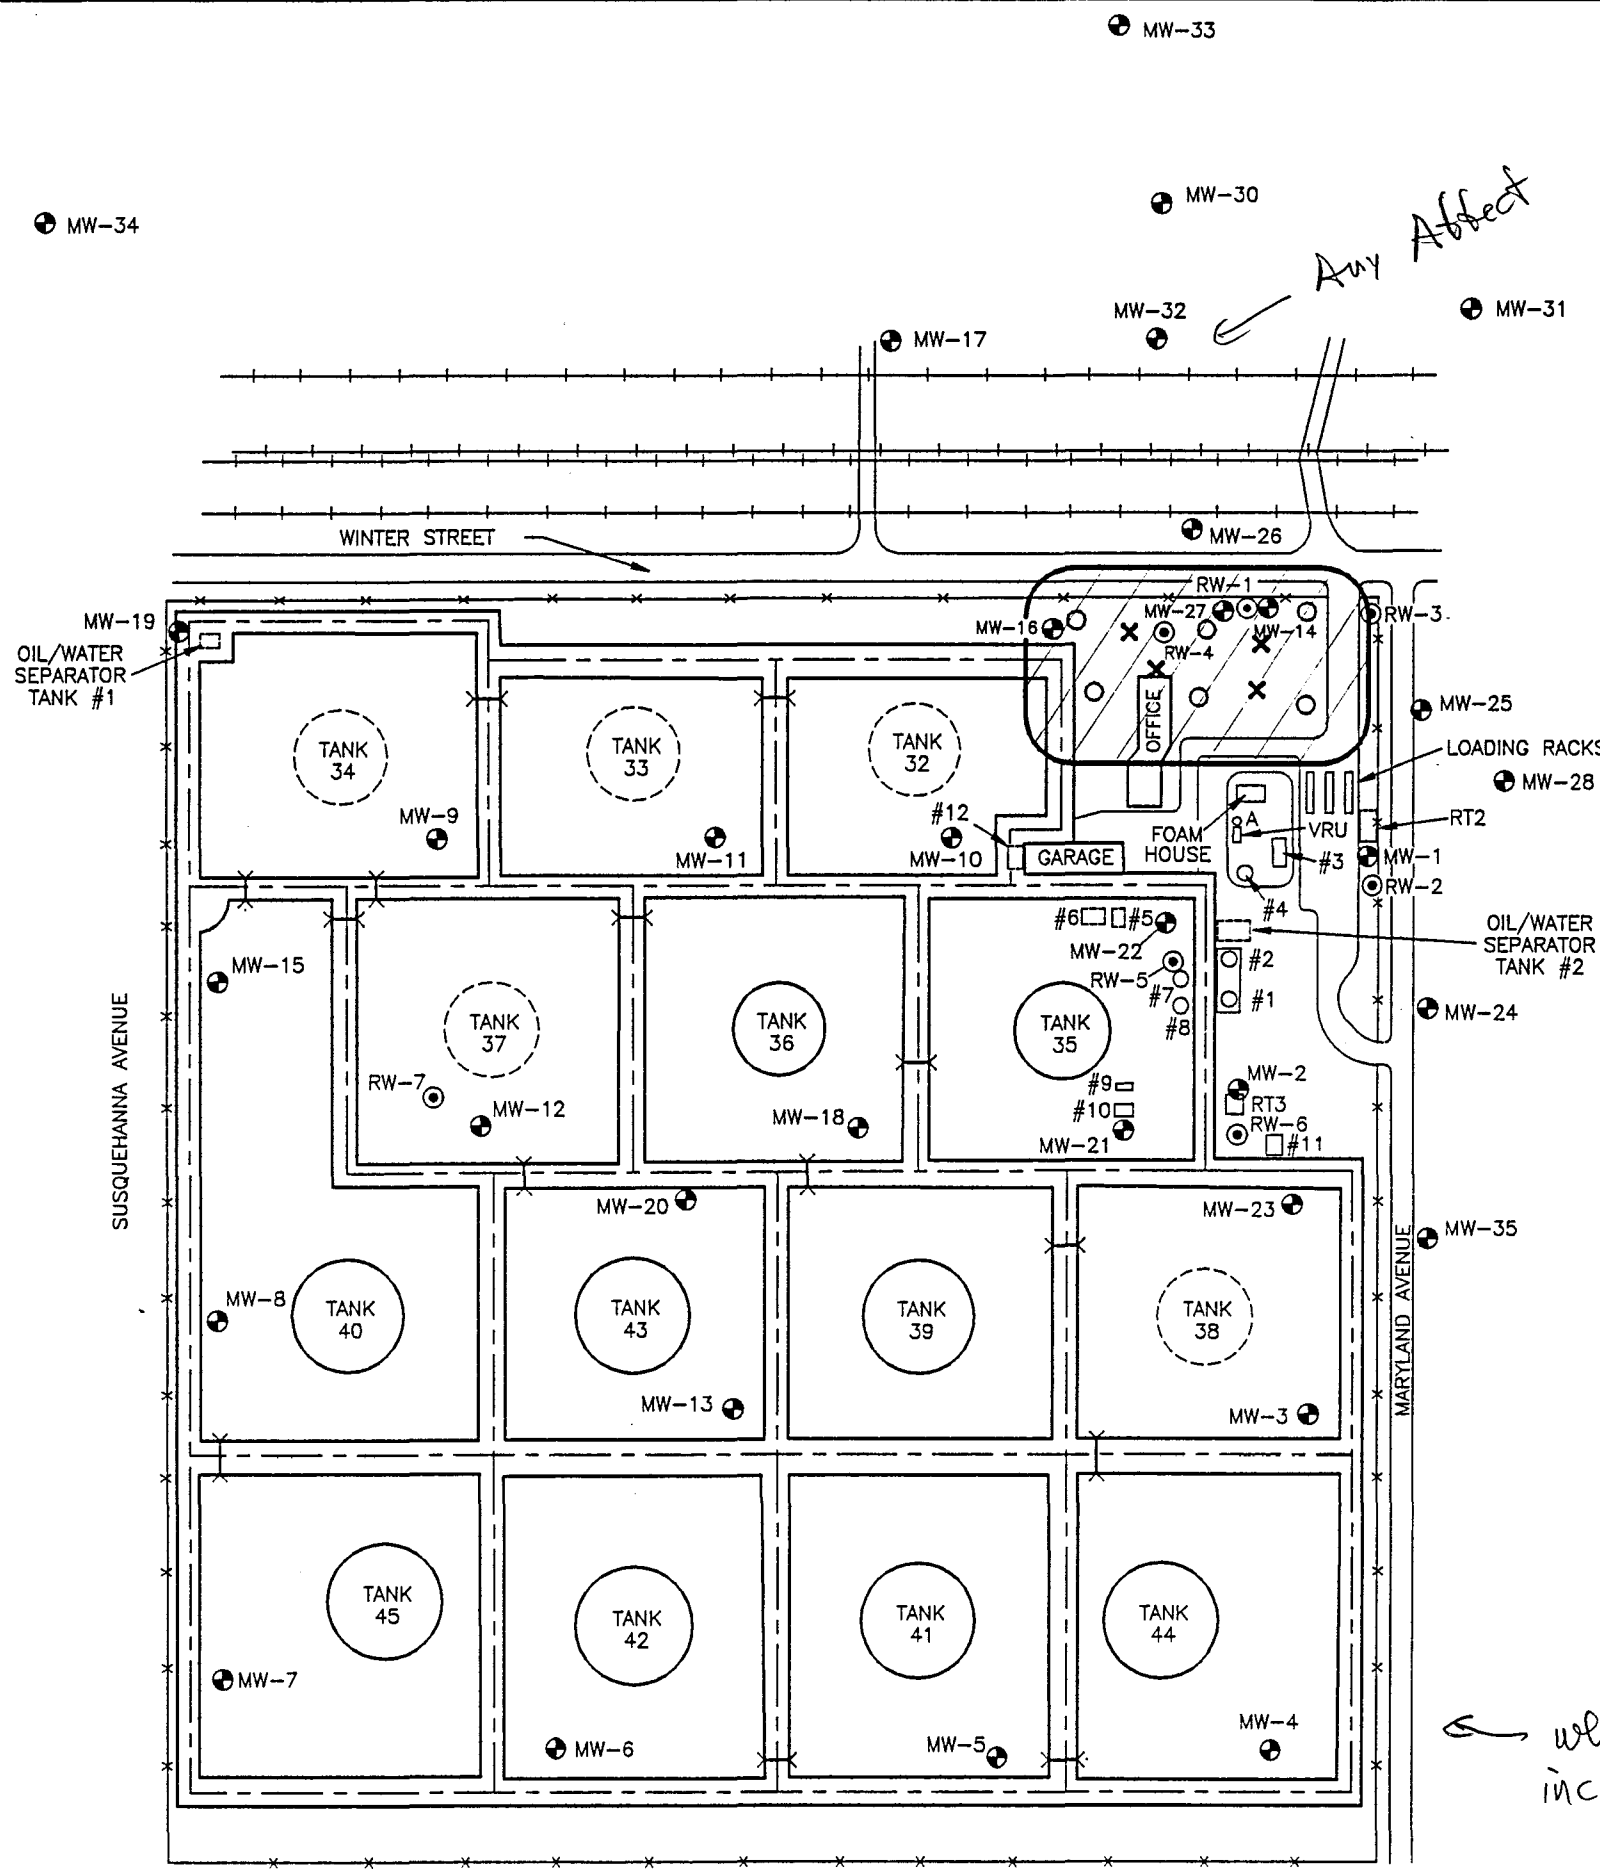 MW-33
MW-30
MW-34
Any Affect
MW-32
MW-31
MW-17
WINTER STREET
MW-26
RW-1
MW-27
MW-14
RW-3
MW-19
MW-16
RW-4
OIL/WATER
SEPARATOR
TANK #1
OFFICE
MW-25
LOADING RACKS
MW-28
TANK
34
TANK
33
TANK
32
#12
A
FOAM
HOUSE
VRU
RT2
MW-9
MW-11
MW-10
GARAGE
#3
MW-1
RW-2
#4
#6
#5
MW-22
OIL/WATER
SEPARATOR
TANK #2
MW-15
RW-5
#7
#8
#2
#1
MW-24
SUSQUEHANNA AVENUE
TANK
37
TANK
36
TANK
35
RW-7
MW-12
MW-18
#9
#10
MW-21
MW-2
RT3
RW-6
#11
MW-20
MW-23
MW-35
MARYLAND AVENUE
MW-8
TANK
40
TANK
43
TANK
39
TANK
38
MW-13
MW-3
TANK
45
TANK
42
TANK
41
TANK
44
MW-7
MW-6
MW-5
MW-4